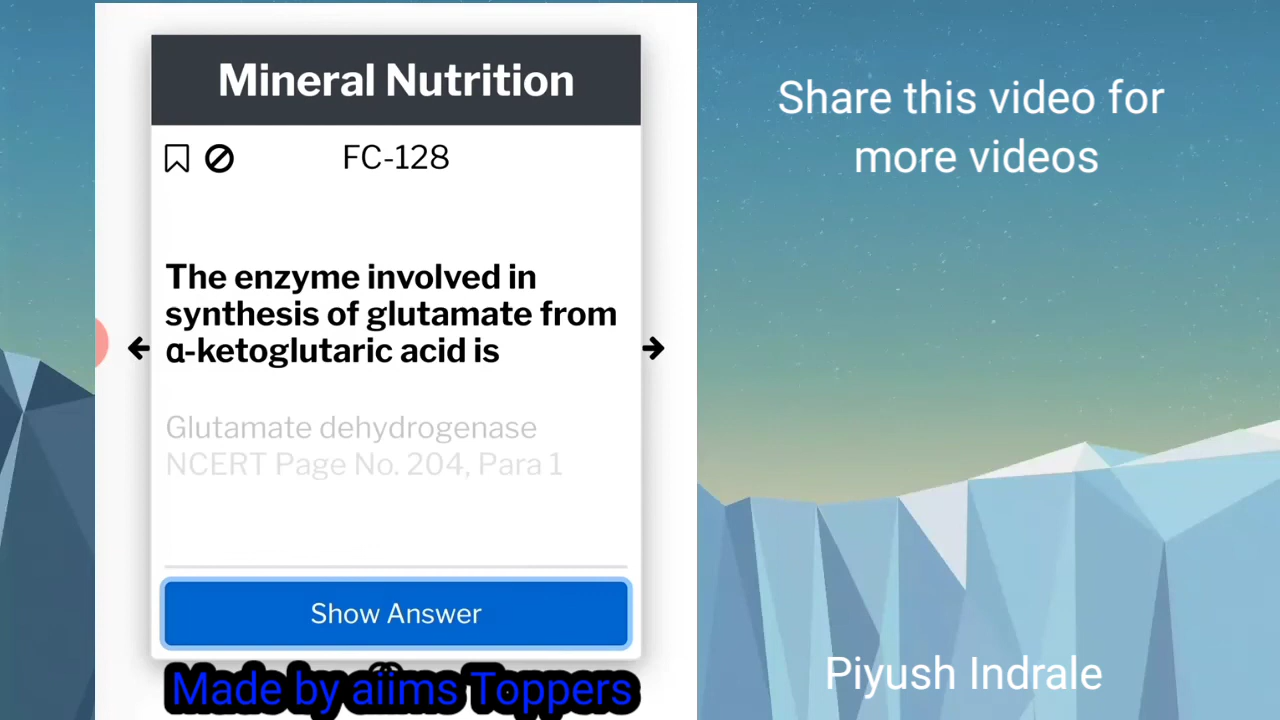 Mineral Nutrition
FC-128
The enzyme involved in
synthesis of glutamate from
α-ketoglutaric acid is
Glutamate dehydrogenase
NCERT Page No. 204, Para 1
Show Answer
Made by aiims Toppers
Share this video for
more videos
Piyush Indrale